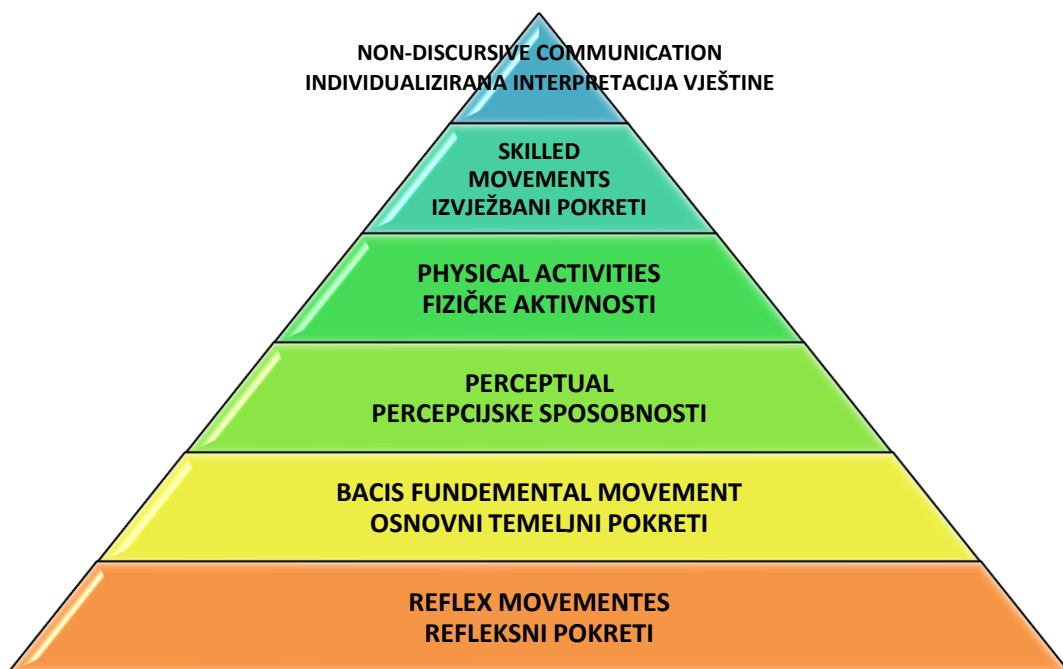 NON-DISCURSIVE COMMUNICATION
INDIVIDUALIZIRANA INTERPRETACIJA VJEŠTINE
SKILLED
MOVEMENTS
IZVJEŽBANI POKRETI
PHYSICAL ACTIVITIES
FIZIČKE AKTIVNOSTI
PERCEPTUAL
PERCEPCIJSKE SPOSOBNOSTI
BACIS FUNDEMENTAL MOVEMENT
OSNOVNI TEMELJNI POKRETI
REFLEX MOVEMENTES
REFLEKSNI POKRETI